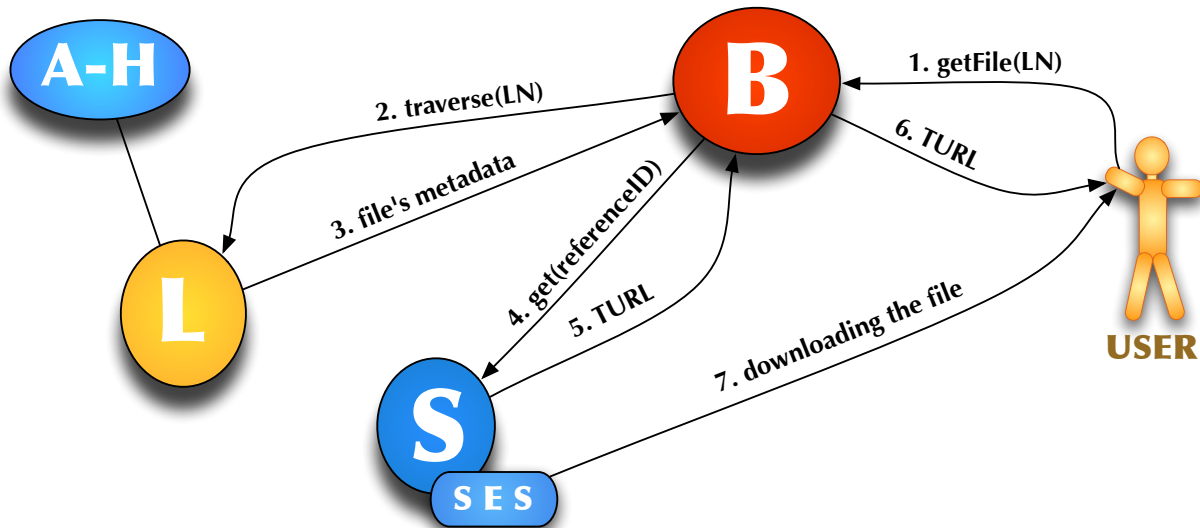 A-H
B
1. getFile(LN)
2. traverse(LN)
6. TURL
3. file's metadata
4. get(referenceID)
L
5. TURL
7. downloading the file
USER
S
S E S